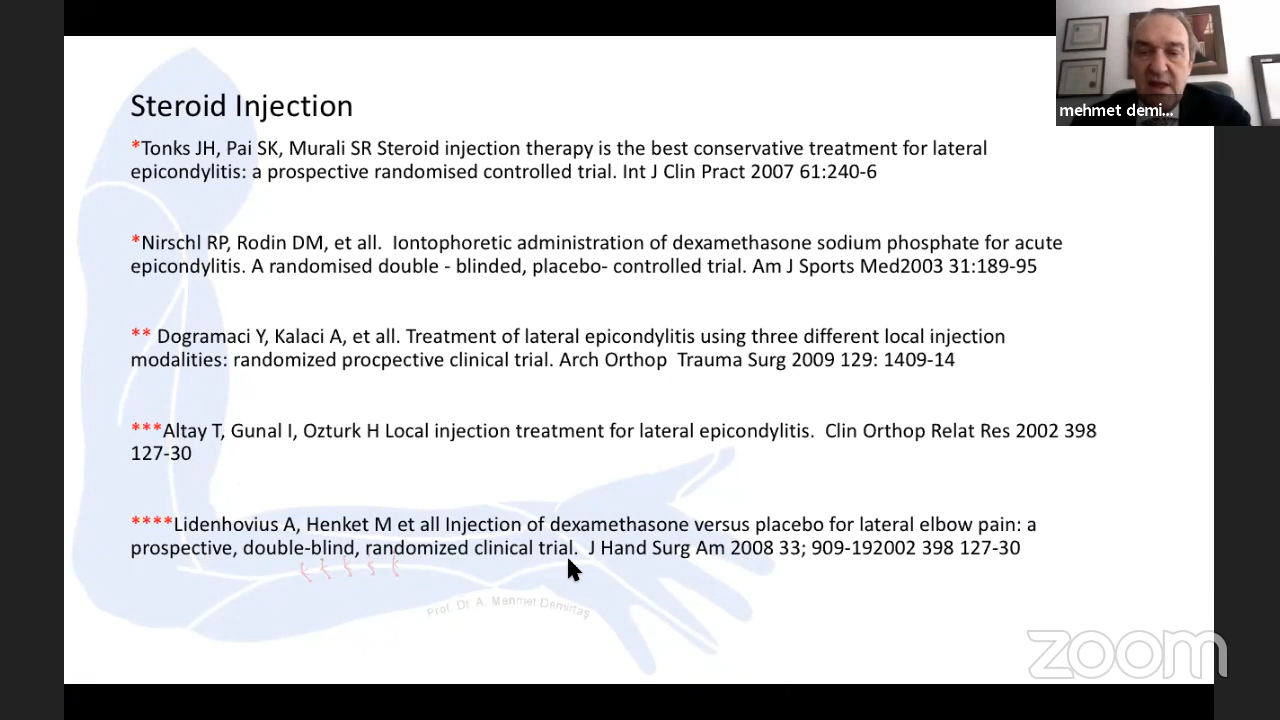 Steroid Injection
*Tonks JH, Pai SK, Murali SR Steroid injection therapy is the best conservative treatment for lateral
epicondylitis: a prospective randomised controlled trial. Int J Clin Pract 2007 61:240-6
*Nirschl RP, Rodin DM, et all.  Iontophoretic administration of dexamethasone sodium phosphate for acute
epicondylitis. A randomised double - blinded, placebo- controlled trial. Am J Sports Med2003 31:189-95
** Dogramaci Y, Kalaci A, et all. Treatment of lateral epicondylitis using three different local injection
modalities: randomized procpective clinical trial. Arch Orthop  Trauma Surg 2009 129: 1409-14
***Altay T, Gunal I, Ozturk H Local injection treatment for lateral epicondylitis.  Clin Orthop Relat Res 2002 398
127-30
****Lidenhovius A, Henket M et all Injection of dexamethasone versus placebo for lateral elbow pain: a
prospective, double-blind, randomized clinical trial.  J Hand Surg Am 2008 33; 909-192002 398 127-30
Prof. Dr. A. Mehmet Demirtaş
mehmet demi...
zoom